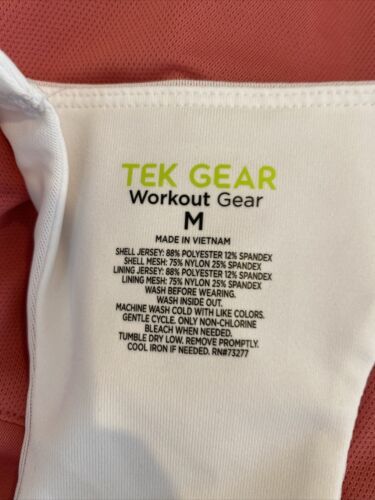 TEK GEAR
Workout Gear
M
MADE IN VIETNAM
SHELL JERSEY: 88% POLYESTER 12% SPANDEX
SHELL MESH: 75% NYLON 25% SPANDEX
LINING JERSEY: 88% POLYESTER 12% SPANDEX
LINING MESH: 75% NYLON 25% SPANDEX
WASH BEFORE WEARING.
WASH INSIDE OUT.
MACHINE WASH COLD WITH LIKE COLORS.
GENTLE CYCLE. ONLY NON-CHLORINE
BLEACH WHEN NEEDED.
TUMBLE DRY LOW. REMOVE PROMPTLY.
COOL IRON IF NEEDED. RN#73277